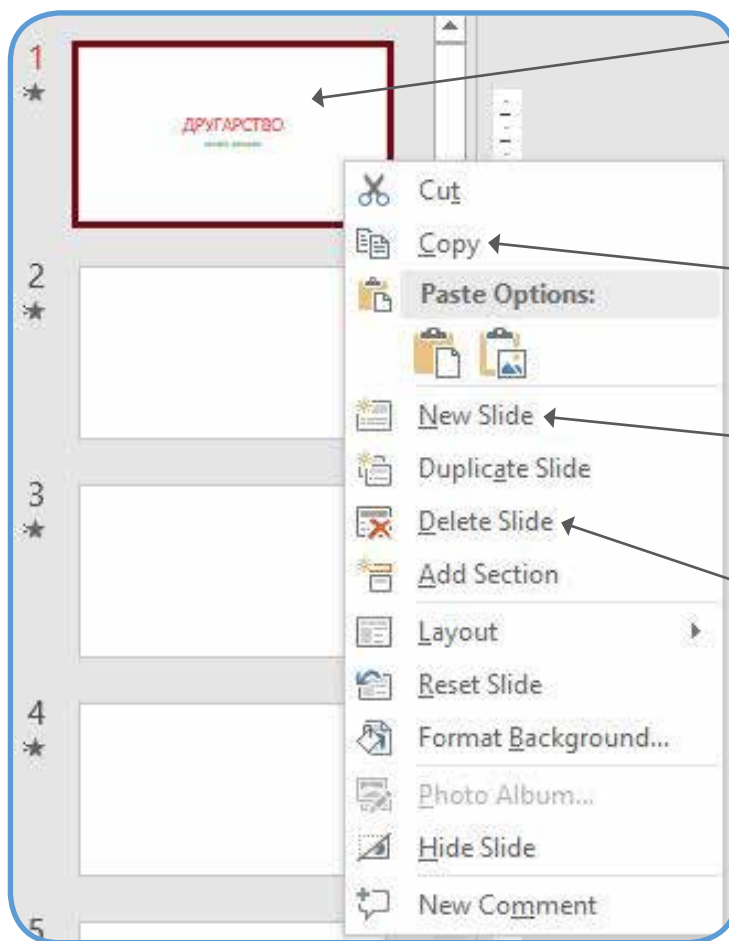 1
ДРУГАРСТВО
Cut
Copy
2
Paste Options:
New Slide
Duplicate Slide
3
Delete Slide
Add Section
Layout
Reset Slide
4
Format Background...
Photo Album...
Hide Slide
New Comment
5